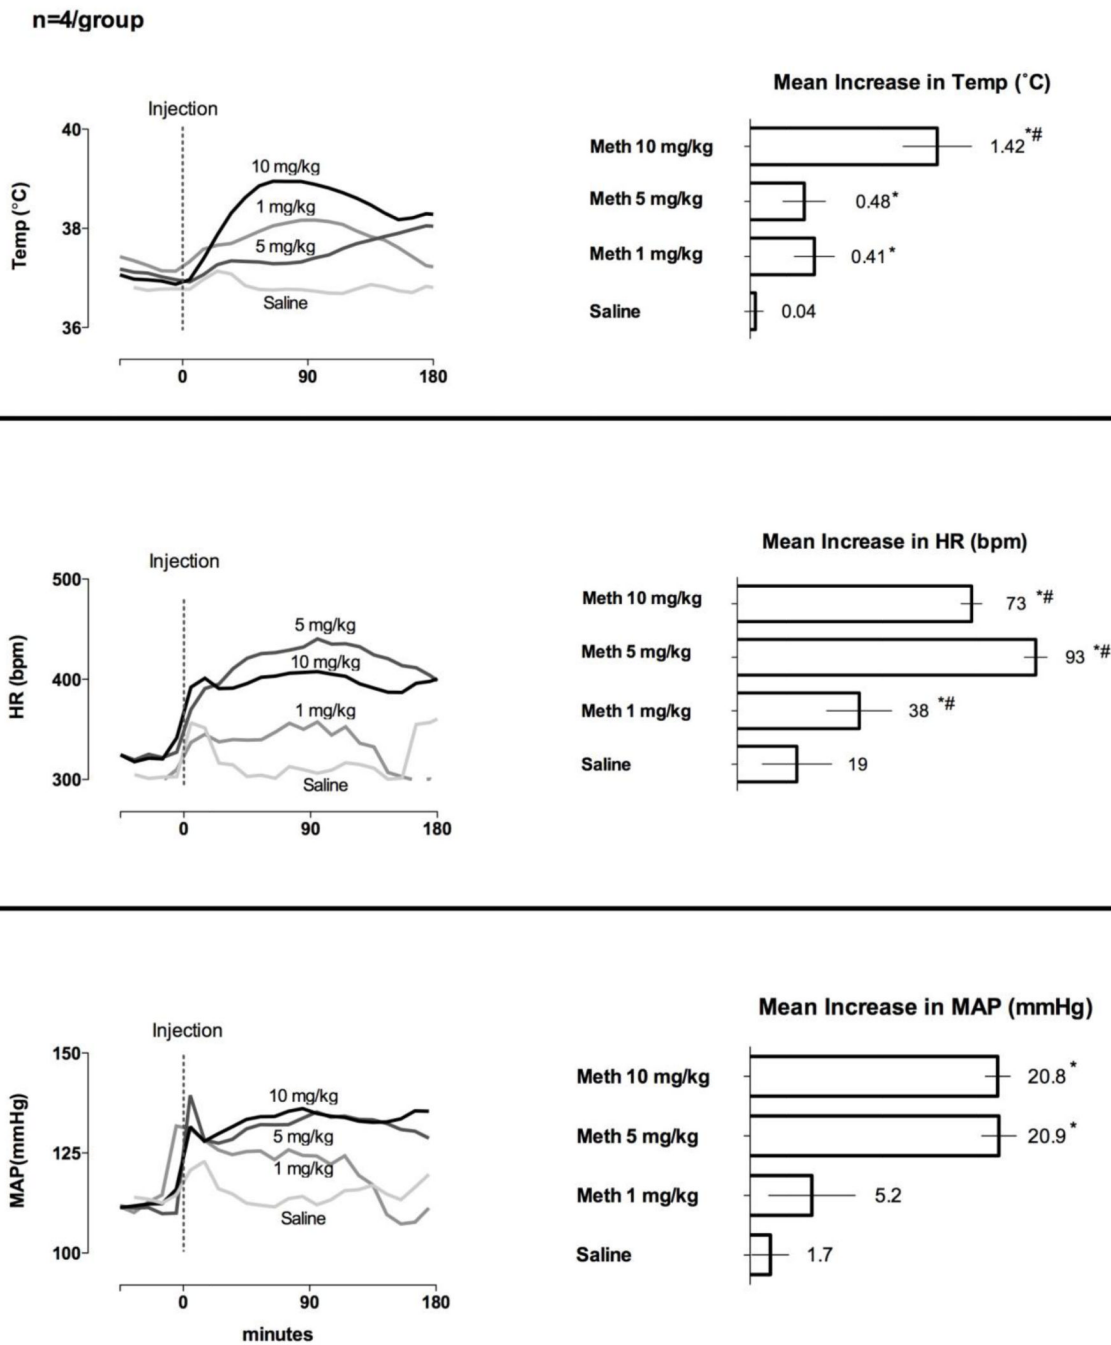 n=4/group
Mean Increase in Temp (˚C)
Injection
40
38
36
Temp (°C)
10 mg/kg
1 mg/kg
5 mg/kg
Saline
0
90
180
Meth 10 mg/kg
1.42*#
Meth 5 mg/kg
0.48*
Meth 1 mg/kg
0.41*
Saline
0.04
Mean Increase in HR (bpm)
Injection
500
400
300
HR (bpm)
5 mg/kg
10 mg/kg
1 mg/kg
Saline
0
90
180
Meth 10 mg/kg
73 *#
Meth 5 mg/kg
93 *#
Meth 1 mg/kg
38 *#
Saline
19
Mean Increase in MAP (mmHg)
Injection
150
125
100
MAP(mmHg)
10 mg/kg
5 mg/kg
1 mg/kg
Saline
0
90
180
minutes
Meth 10 mg/kg
20.8*
Meth 5 mg/kg
20.9*
Meth 1 mg/kg
5.2
Saline
1.7